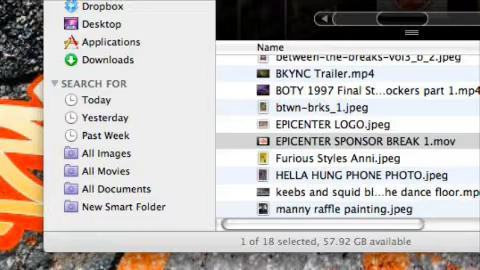 Dropbox
Desktop
Applications
Downloads
SEARCH FOR
Today
Yesterday
Past Week
All Images
All Movies
All Documents
New Smart Folder
Name
between-the-breaks-vol3_b_2.jpeg
BKYNC Trailer.mp4
BOTY 1997 Final St...ockers part 1.mp4
btwn-brks_1.jpeg
EPICENTER LOGO.jpeg
EPICENTER SPONSOR BREAK 1.mov
Furious Styles Anni.jpeg
HELLA HUNG PHONE PHOTO.jpeg
keebs and squid bl...he dance floor.mp4
manny raffle painting.jpeg
1 of 18 selected, 57.92 GB available